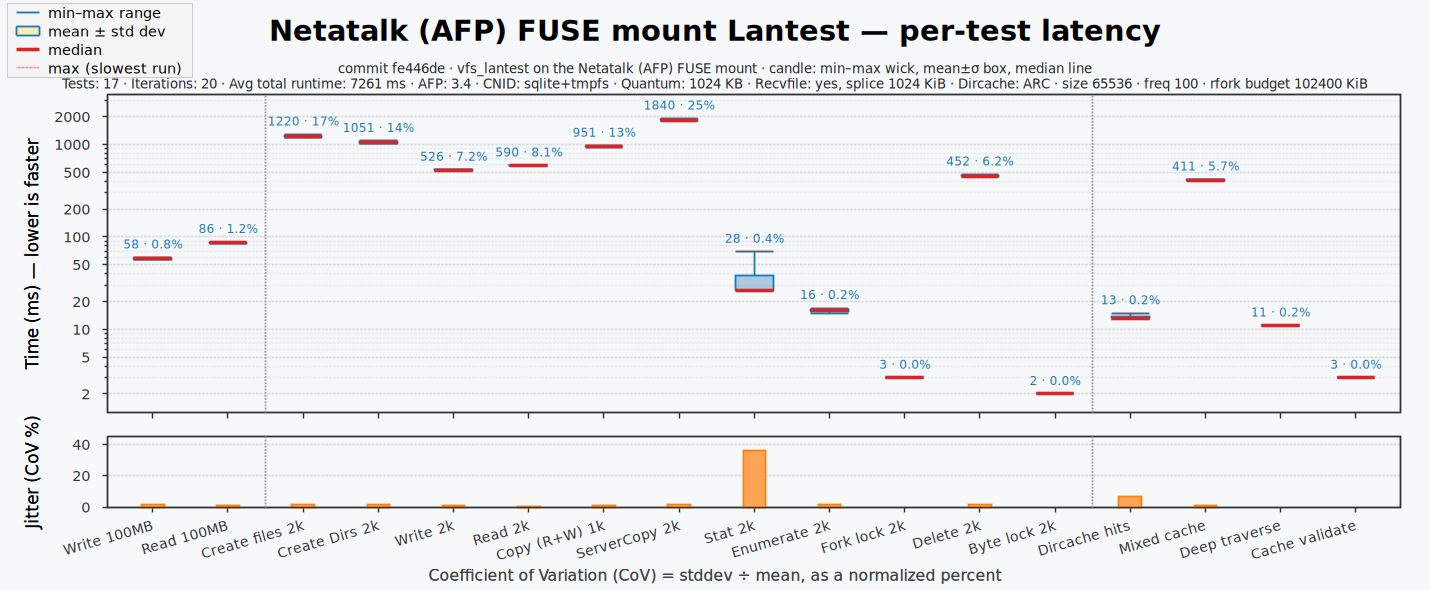 min–max range
mean ± std dev
median
max (slowest run)
Netatalk (AFP) FUSE mount Lantest — per-test latency
commit fe446de · vfs_lantest on the Netatalk (AFP) FUSE mount · candle: min–max wick, mean±σ box, median line
Tests: 17 · Iterations: 20 · Avg total runtime: 7261 ms · AFP: 3.4 · CNID: sqlite+tmpfs · Quantum: 1024 KB · Recvfile: yes, splice 1024 KiB · Dircache: ARC · size 65536 · freq 100 · rfork budget 102400 KiB
Time (ms) — lower is faster
2000
1000
500
200
100
50
20
10
5
2
58 · 0.8%
86 · 1.2%
1220 · 17%
1051 · 14%
526 · 7.2%
590 · 8.1%
951 · 13%
1840 · 25%
28 · 0.4%
16 · 0.2%
3 · 0.0%
452 · 6.2%
2 · 0.0%
13 · 0.2%
411 · 5.7%
11 · 0.2%
3 · 0.0%
Jitter (CoV %)
40
20
0
Write 100MB
Read 100MB
Create files 2k
Create Dirs 2k
Write 2k
Read 2k
Copy (R+W) 1k
ServerCopy 2k
Stat 2k
Enumerate 2k
Fork lock 2k
Delete 2k
Byte lock 2k
Dircache hits
Mixed cache
Deep traverse
Cache validate
Coefficient of Variation (CoV) = stddev ÷ mean, as a normalized percent